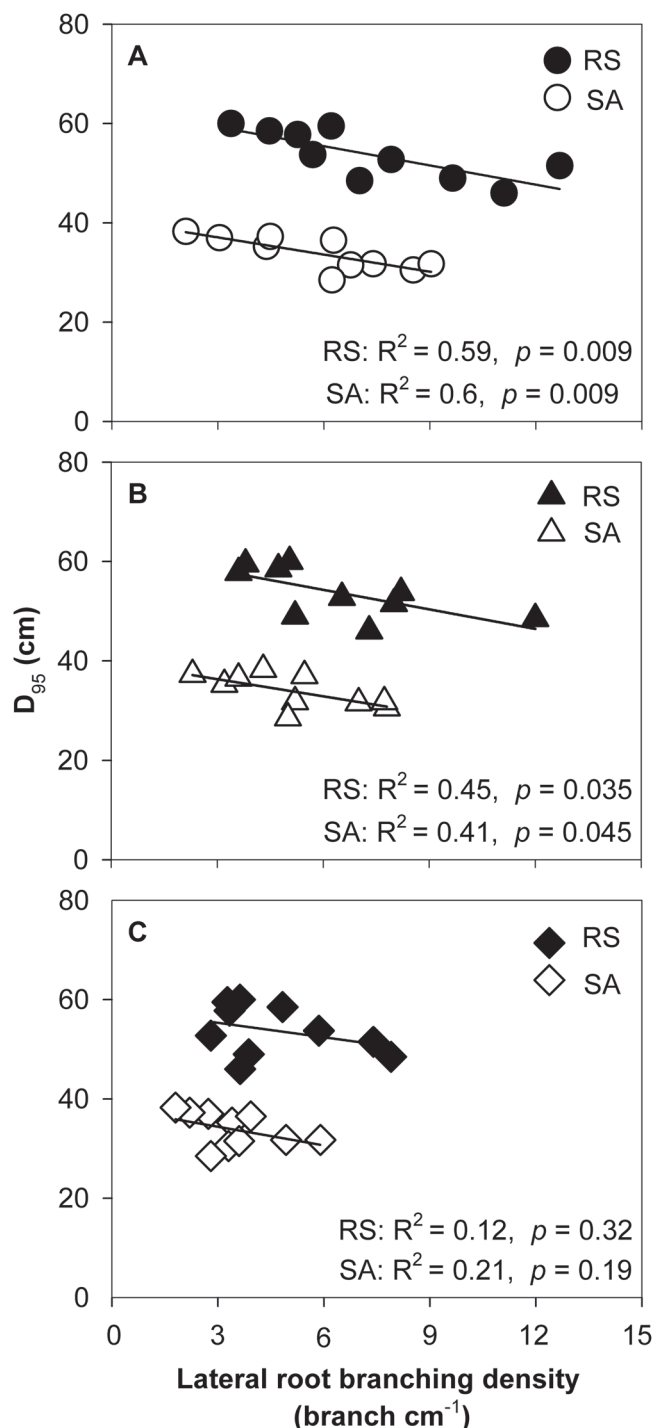 80
A
RS
SA
60
40
20
RS: R² = 0.59, p = 0.009
SA: R² = 0.6, p = 0.009
0
80
B
RS
SA
60
40
20
RS: R² = 0.45, p = 0.035
SA: R² = 0.41, p = 0.045
0
D₉₅ (cm)
80
C
RS
SA
60
40
20
RS: R² = 0.12, p = 0.32
SA: R² = 0.21, p = 0.19
0
0 3 6 9 12 15
Lateral root branching density
(branch cm⁻¹)